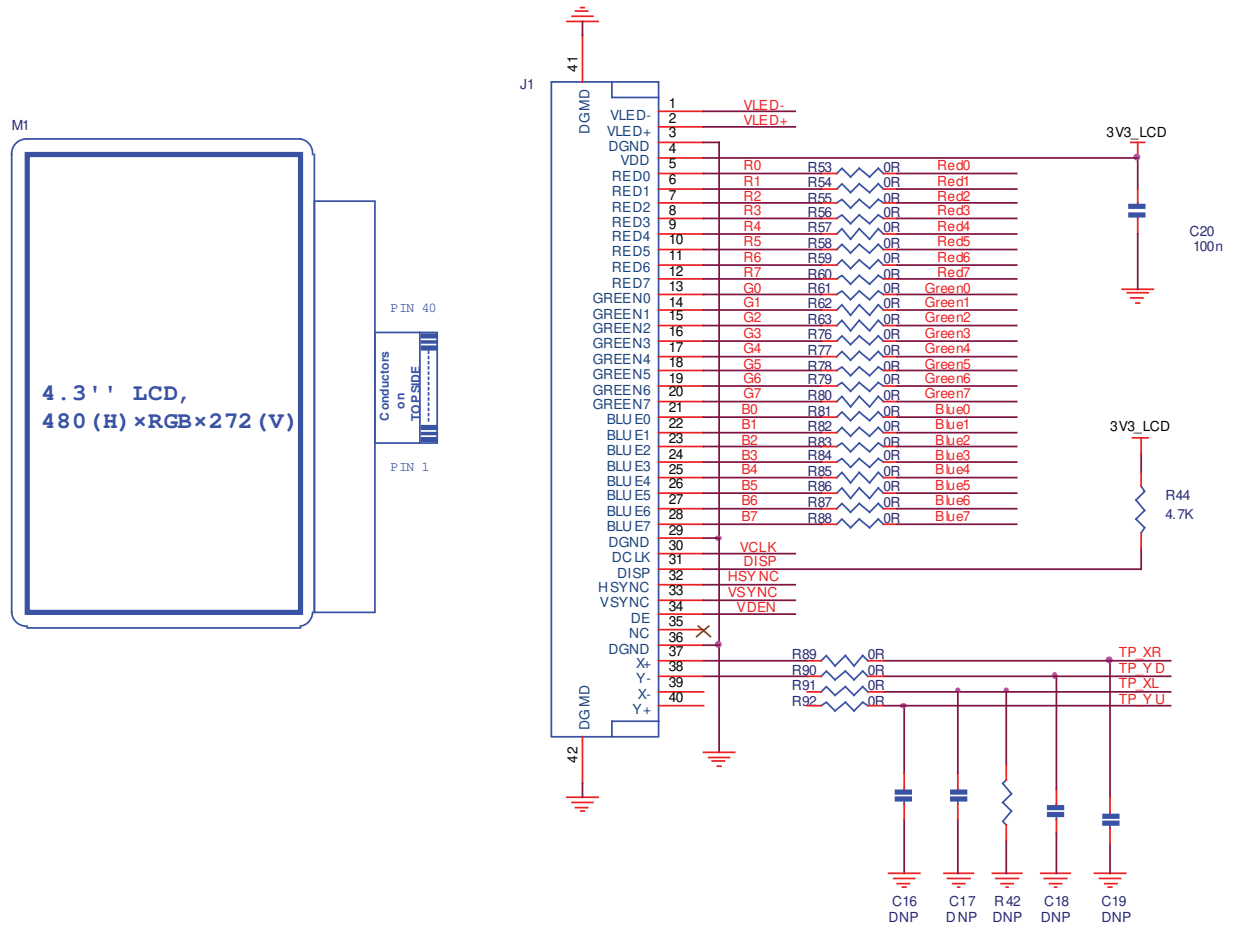 M1
4.3'' LCD,
480(H)×RGB×272(V)
PIN 40
Conductors
on
TOPSIDE
PIN 1
J1
41
DGMD
VLED- 1 VLED-
VLED+ 2 VLED+
DGND 3
VDD 4
RED0 5 R0 R53 0R Red0
RED1 6 R1 R54 0R Red1
RED2 7 R2 R55 0R Red2
RED3 8 R3 R56 0R Red3
RED4 9 R4 R57 0R Red4
RED5 10 R5 R58 0R Red5
RED6 11 R6 R59 0R Red6
RED7 12 R7 R60 0R Red7
GREEN0 13 G0 R61 0R Green0
GREEN1 14 G1 R62 0R Green1
GREEN2 15 G2 R63 0R Green2
GREEN3 16 G3 R76 0R Green3
GREEN4 17 G4 R77 0R Green4
GREEN5 18 G5 R78 0R Green5
GREEN6 19 G6 R79 0R Green6
GREEN7 20 G7 R80 0R Green7
BLUE0 21 B0 R81 0R Blue0
BLUE1 22 B1 R82 0R Blue1
BLUE2 23 B2 R83 0R Blue2
BLUE3 24 B3 R84 0R Blue3
BLUE4 25 B4 R85 0R Blue4
BLUE5 26 B5 R86 0R Blue5
BLUE6 27 B6 R87 0R Blue6
BLUE7 28 B7 R88 0R Blue7
DGND 29
DCLK 30 VCLK
DISP 31 DISP
HSYNC 32 HSYNC
VSYNC 33 VSYNC
DE 34 VDEN
NC 35
DGND 36
X+ 37 R89 0R TP_XR
Y- 38 R90 0R TP_YD
X- 39 R91 0R TP_XL
Y+ 40 R92 0R TP_YU
DGMD
42
3V3_LCD
C20
100n
3V3_LCD
R44
4.7K
C16 C17 R42 C18 C19
DNP DNP DNP DNP DNP